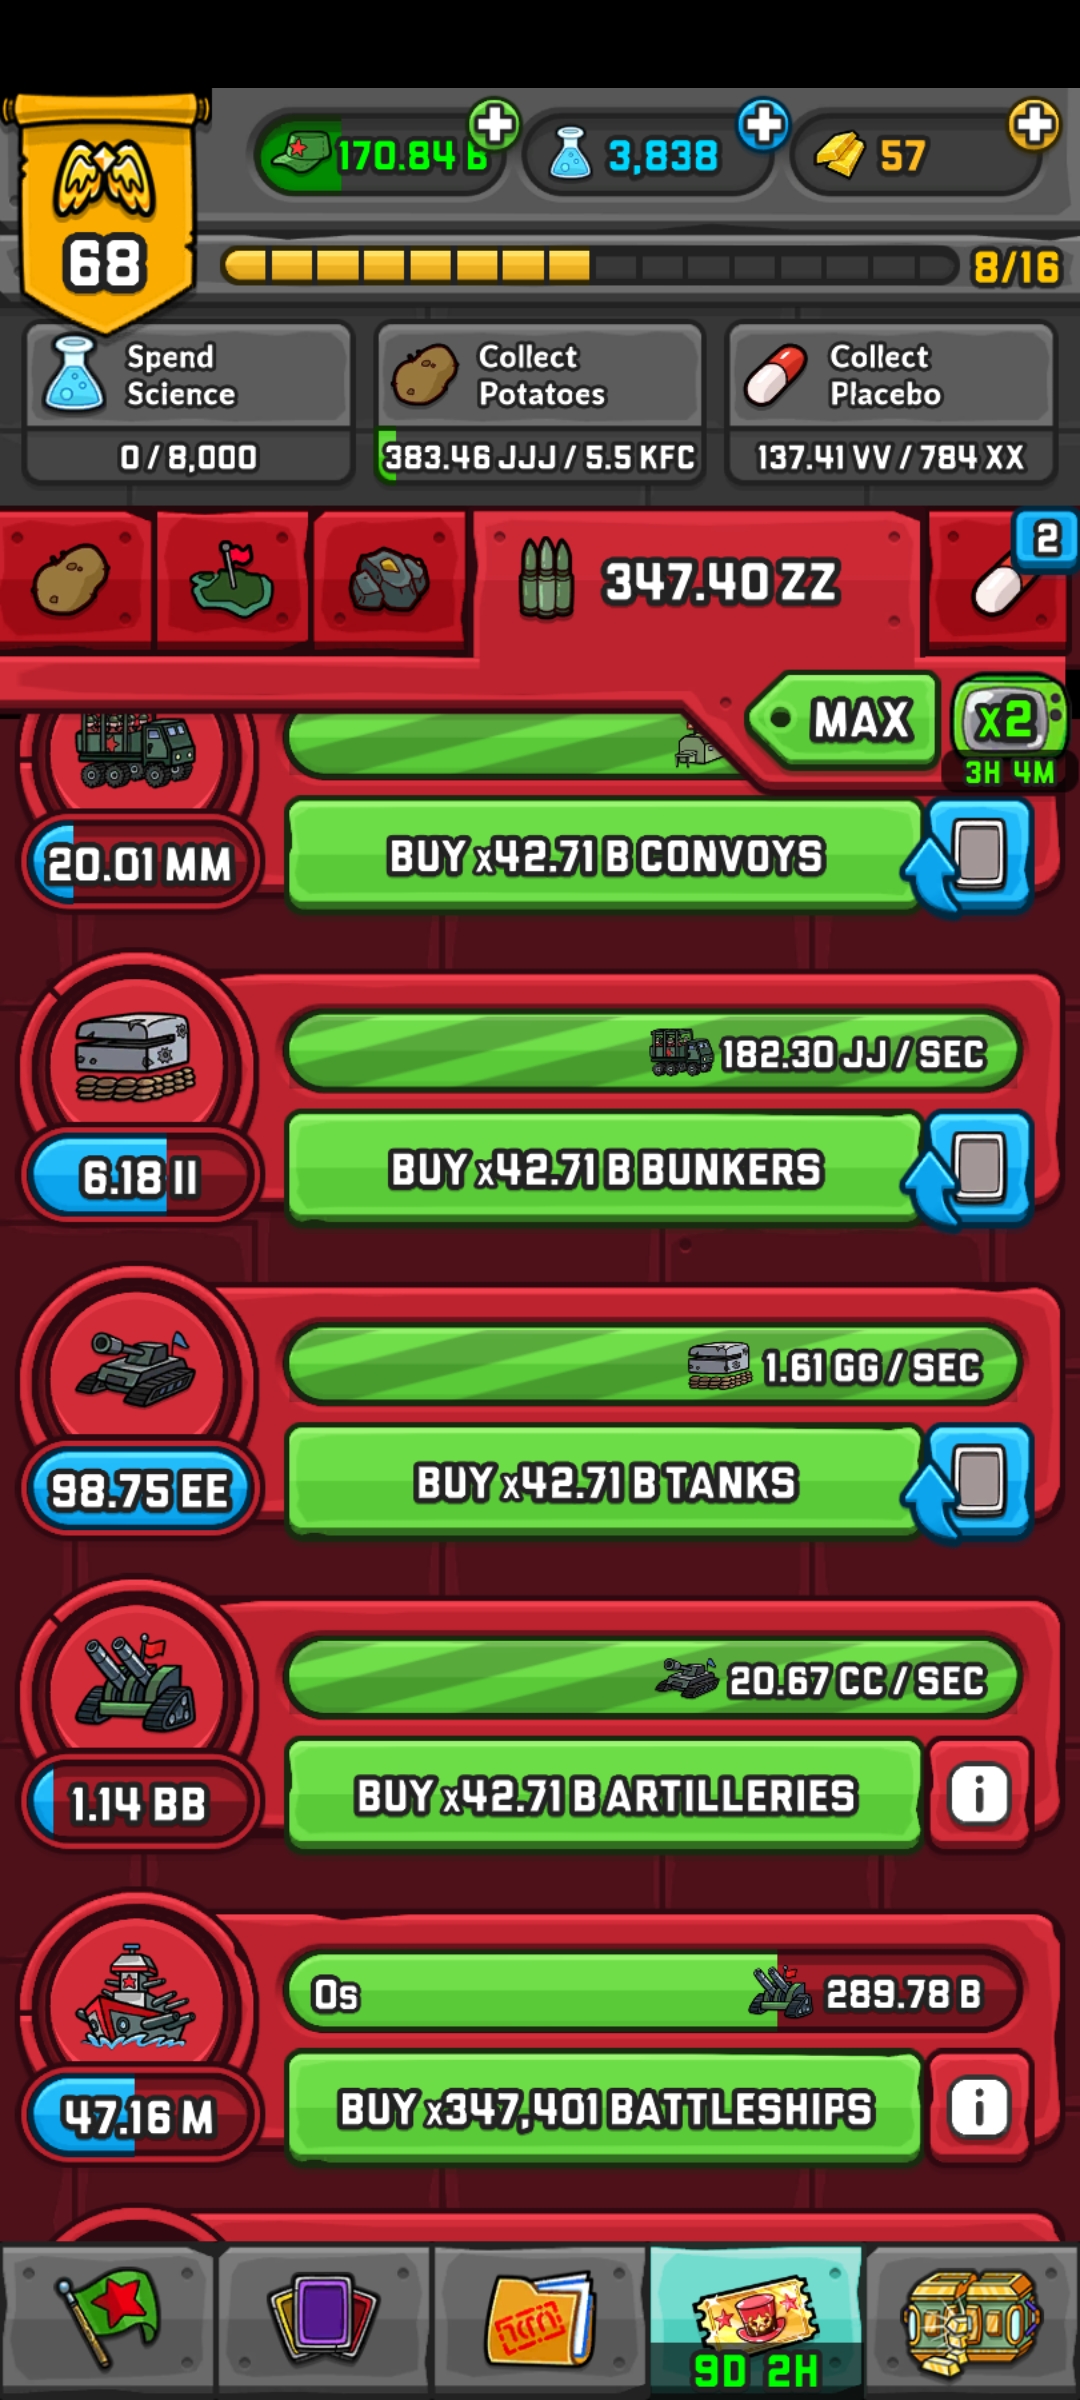 170.84 B
3,838
57
68
8/16
Spend
Science
Collect
Potatoes
Collect
Placebo
0 / 8,000
383.46 JJJ / 5.5 KFC
137.41 VV / 784 XX
347.40 ZZ
2
MAX
x2
3H 4M
20.01 MM
BUY x42.71 B CONVOYS
182.30 JJ / SEC
6.18 II
BUY x42.71 B BUNKERS
1.61 GG / SEC
98.75 EE
BUY x42.71 B TANKS
20.67 CC / SEC
1.14 BB
BUY x42.71 B ARTILLERIES
i
0s
289.78 B
47.16 M
BUY x347,401 BATTLESHIPS
i
9D 2H